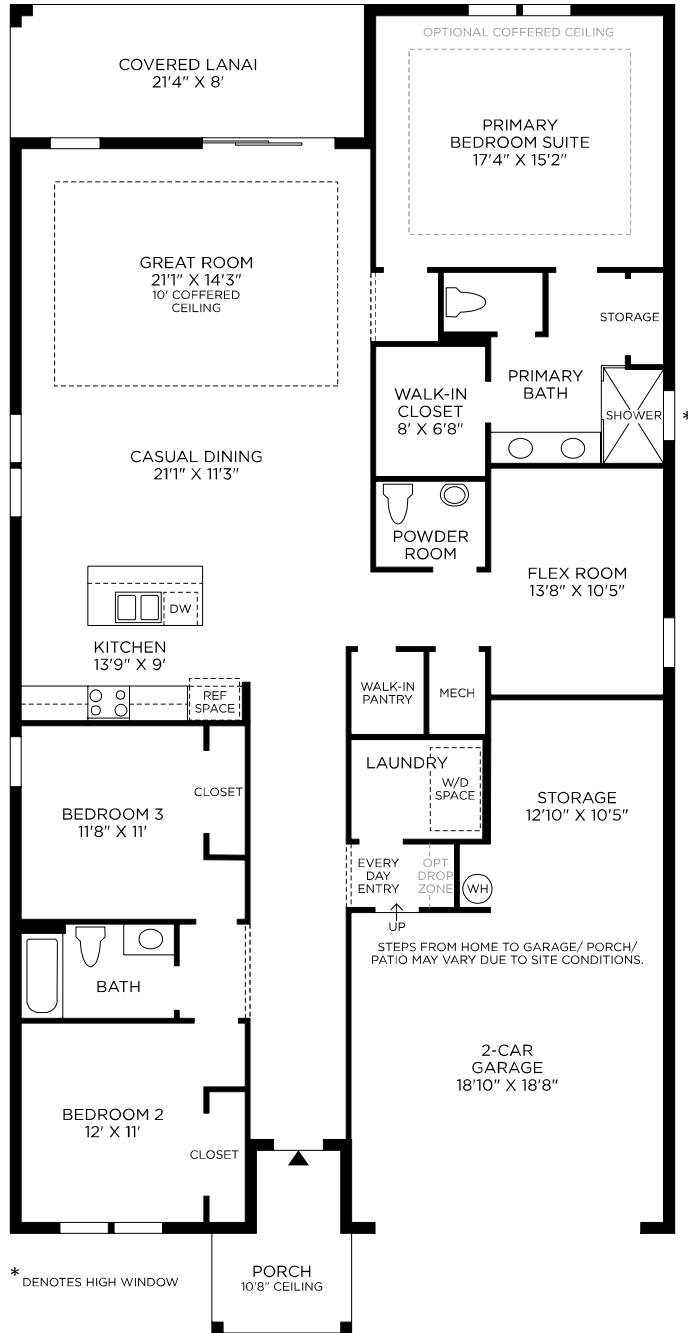 OPTIONAL COFFERED CEILING
COVERED LANAI
21'4" X 8'
PRIMARY
BEDROOM SUITE
17'4" X 15'2"
GREAT ROOM
21'1" X 14'3"
10' COFFERED
CEILING
STORAGE
PRIMARY
BATH
WALK-IN
CLOSET
8' X 6'8"
SHOWER
*
CASUAL DINING
21'1" X 11'3"
POWDER
ROOM
FLEX ROOM
13'8" X 10'5"
DW
KITCHEN
13'9" X 9'
REF
SPACE
WALK-IN
PANTRY
MECH
LAUNDRY
W/D
SPACE
CLOSET
BEDROOM 3
11'8" X 11'
STORAGE
12'10" X 10'5"
EVERY
DAY
ENTRY
OPT
DROP
ZONE
WH
UP
STEPS FROM HOME TO GARAGE/ PORCH/
PATIO MAY VARY DUE TO SITE CONDITIONS.
BATH
2-CAR
GARAGE
18'10" X 18'8"
BEDROOM 2
12' X 11'
CLOSET
PORCH
10'8" CEILING
* DENOTES HIGH WINDOW